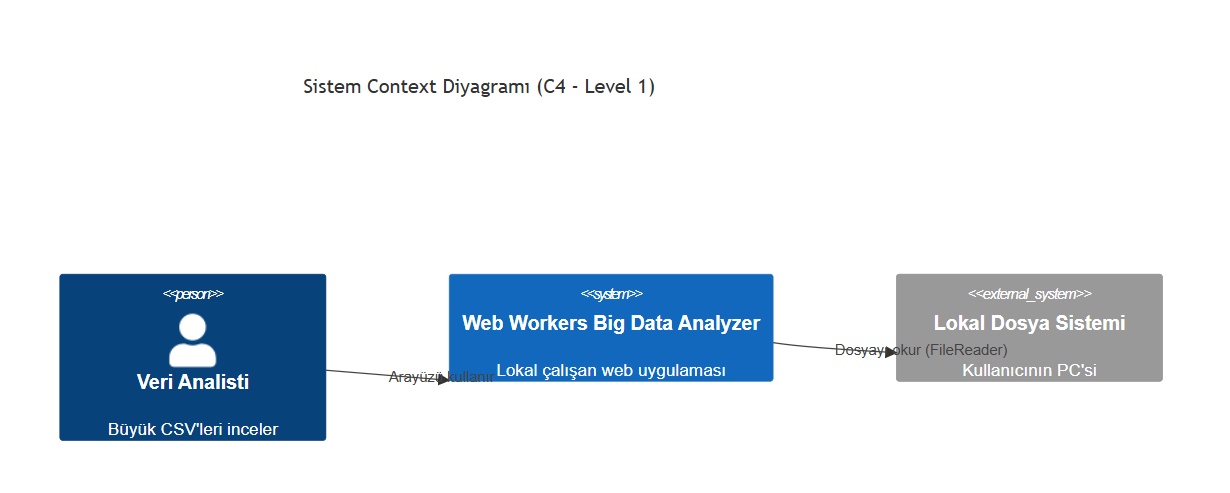 Sistem Context Diyagramı (C4 - Level 1)
<<person>>
Veri Analisti
Büyük CSV'leri inceler
Arayüzü kullanır
<<system>>
Web Workers Big Data Analyzer
Lokal çalışan web uygulaması
Dosyayı okur (FileReader)
<<external_system>>
Lokal Dosya Sistemi
Kullanıcının PC'si